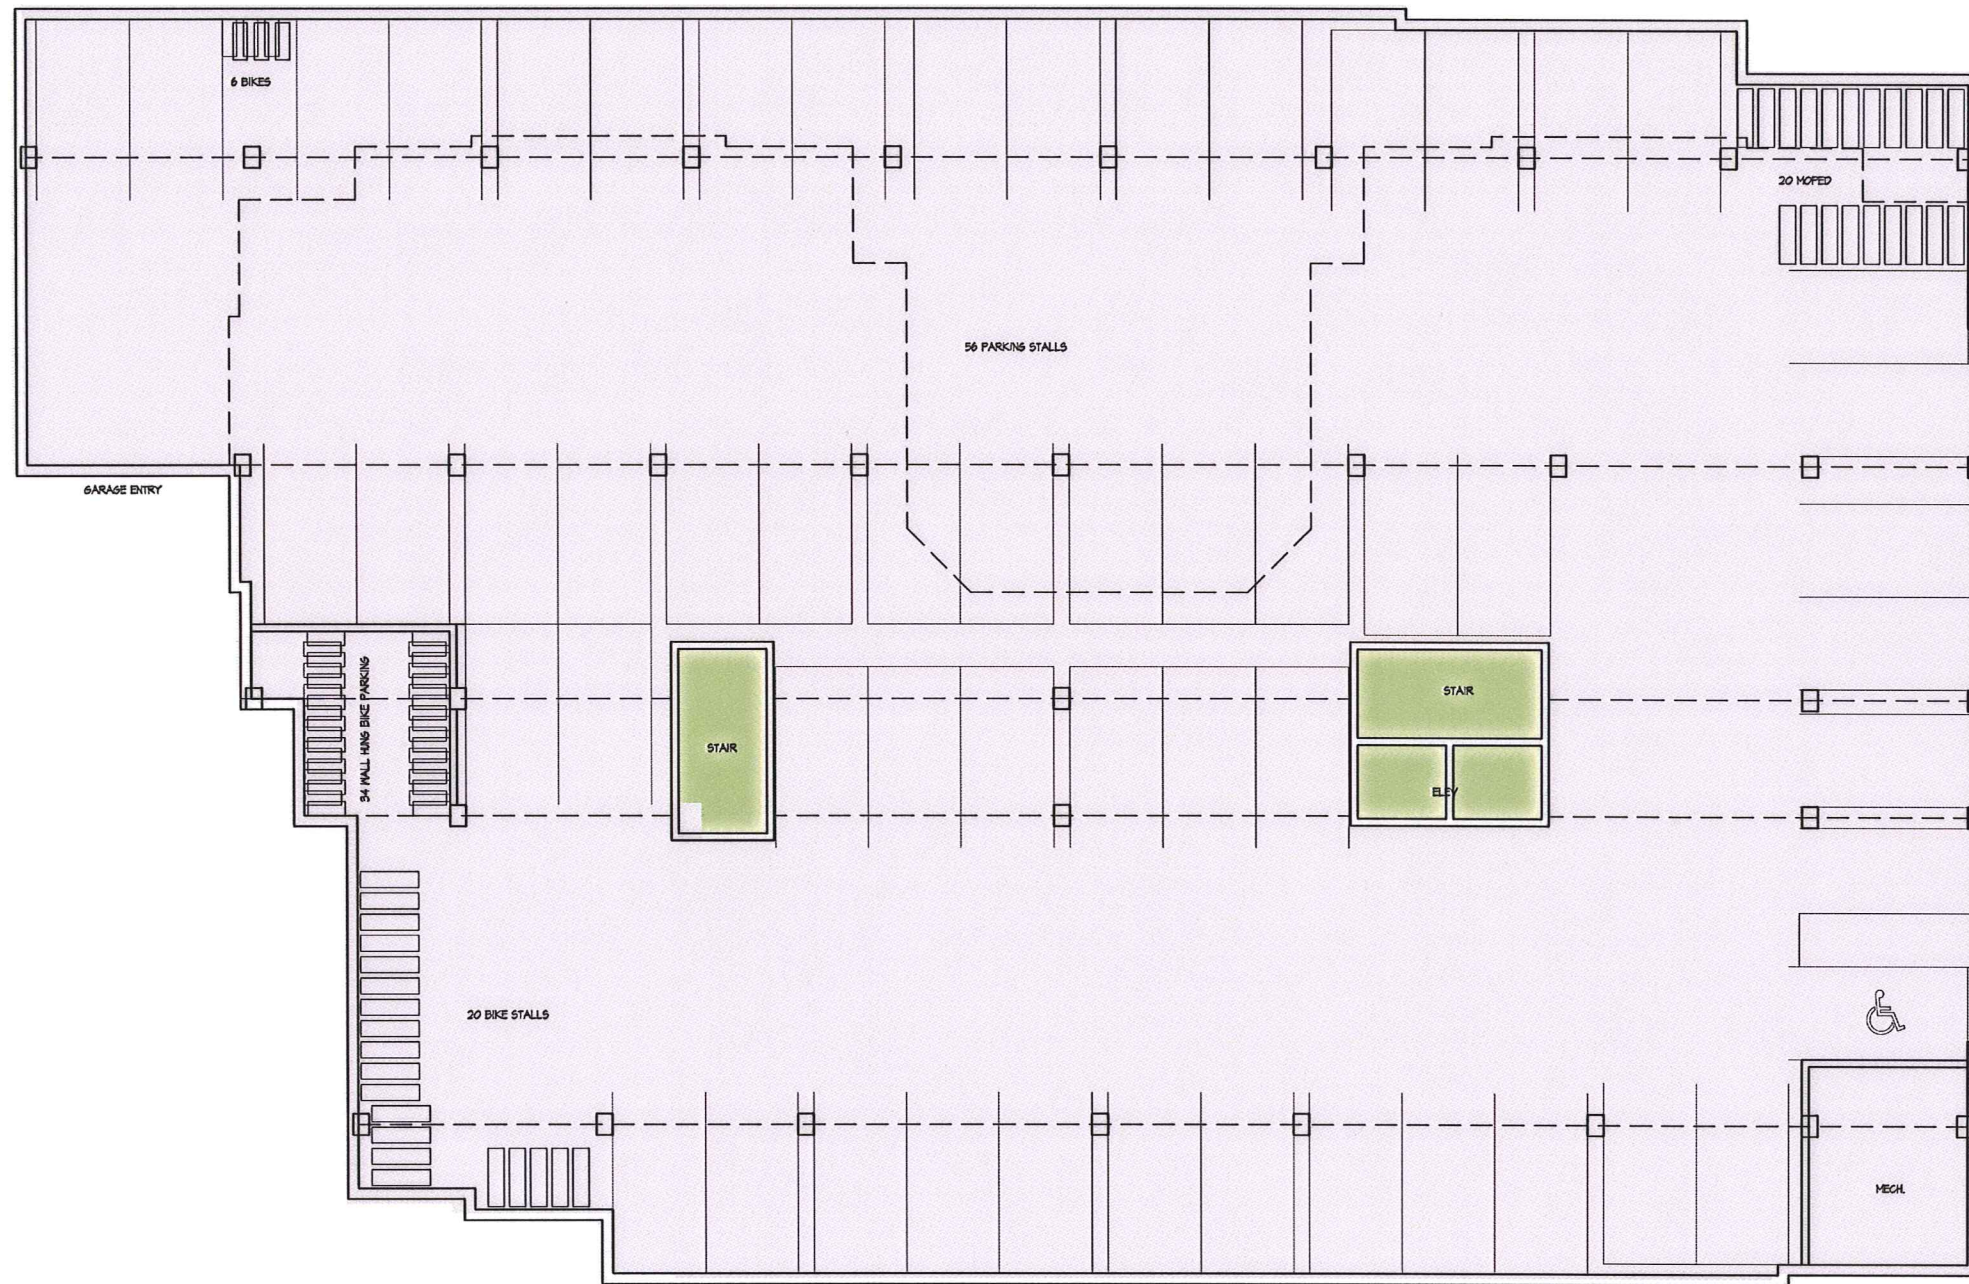 6 BIKES
20 MOPED
56 PARKING STALLS
GARAGE ENTRY
34 WALL HUNG BIKE PARKING
STAIR
STAIR
ELEV
20 BIKE STALLS
MECH.